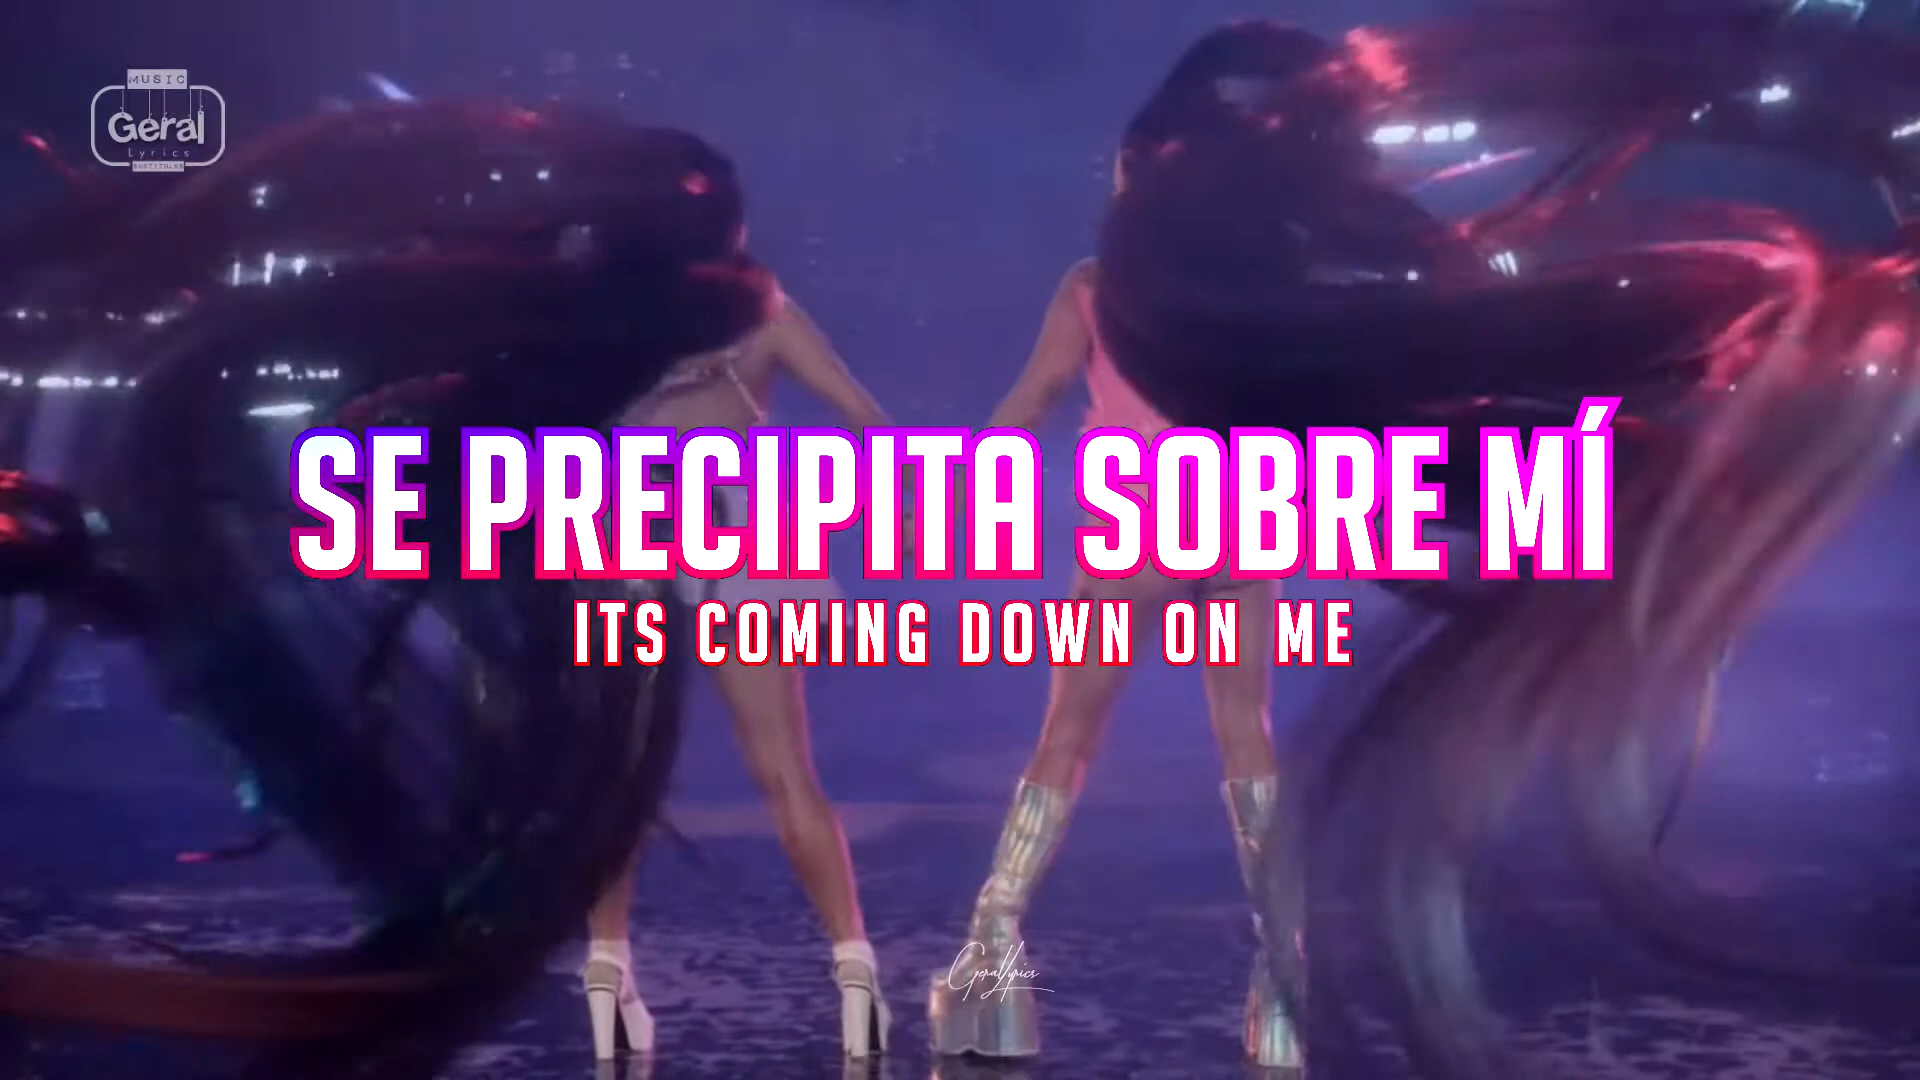 MUSIC
Geral
Lyrics
SE PRECIPITA SOBRE MÍ
ITS COMING DOWN ON ME
GeralLyrics